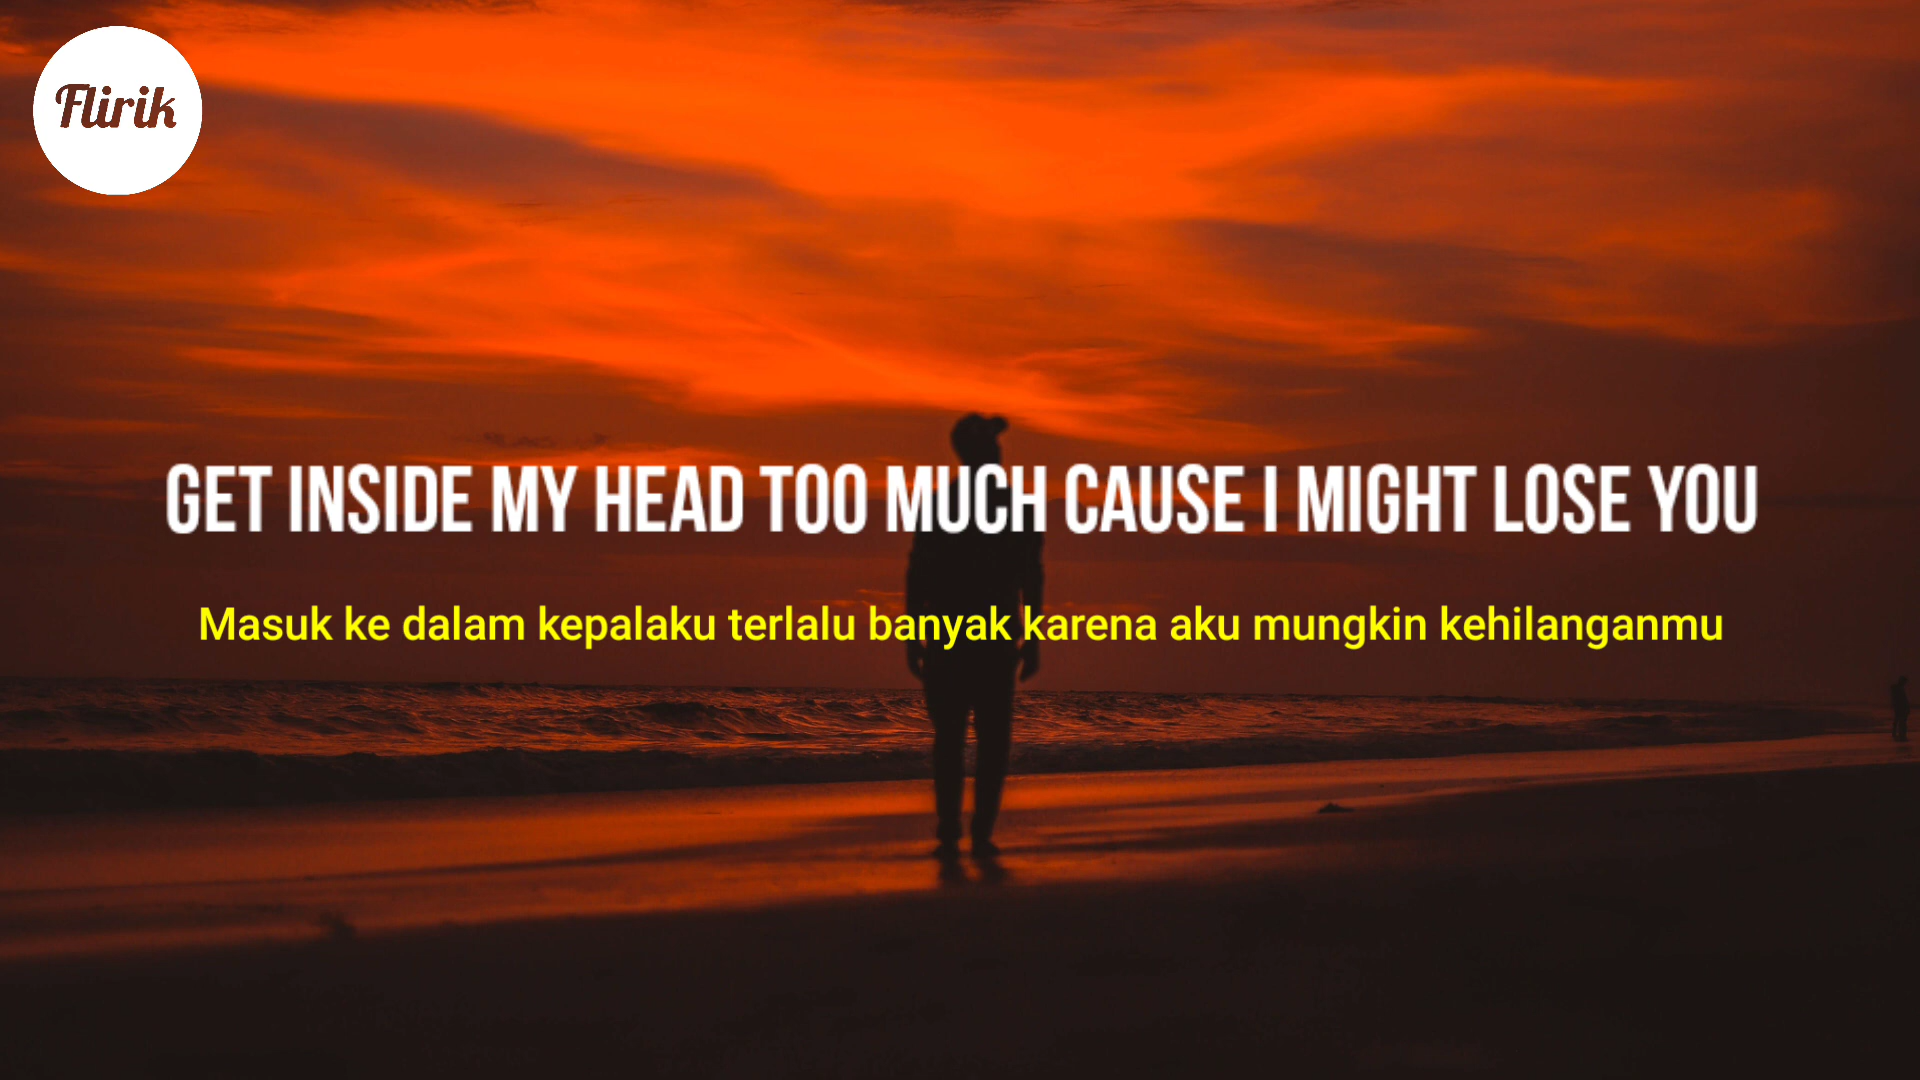 Flirik
GET INSIDE MY HEAD TOO MUCH CAUSE I MIGHT LOSE YOU
Masuk ke dalam kepalaku terlalu banyak karena aku mungkin kehilanganmu